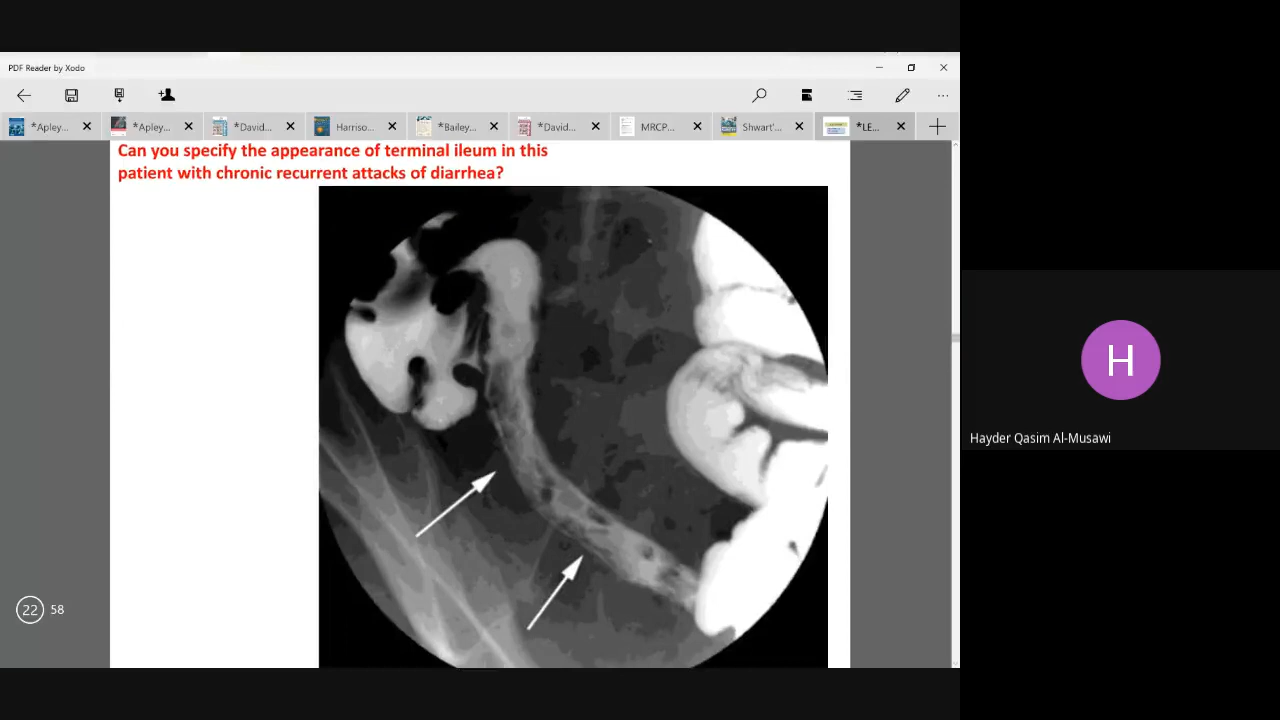 PDF Reader by Xodo
*Apley...
*Apley...
*David...
Harriso...
*Bailey...
*David...
MRCP...
Shwart'...
*LE...
Can you specify the appearance of terminal ileum in this
patient with chronic recurrent attacks of diarrhea?
H
Hayder Qasim Al-Musawi
22 58